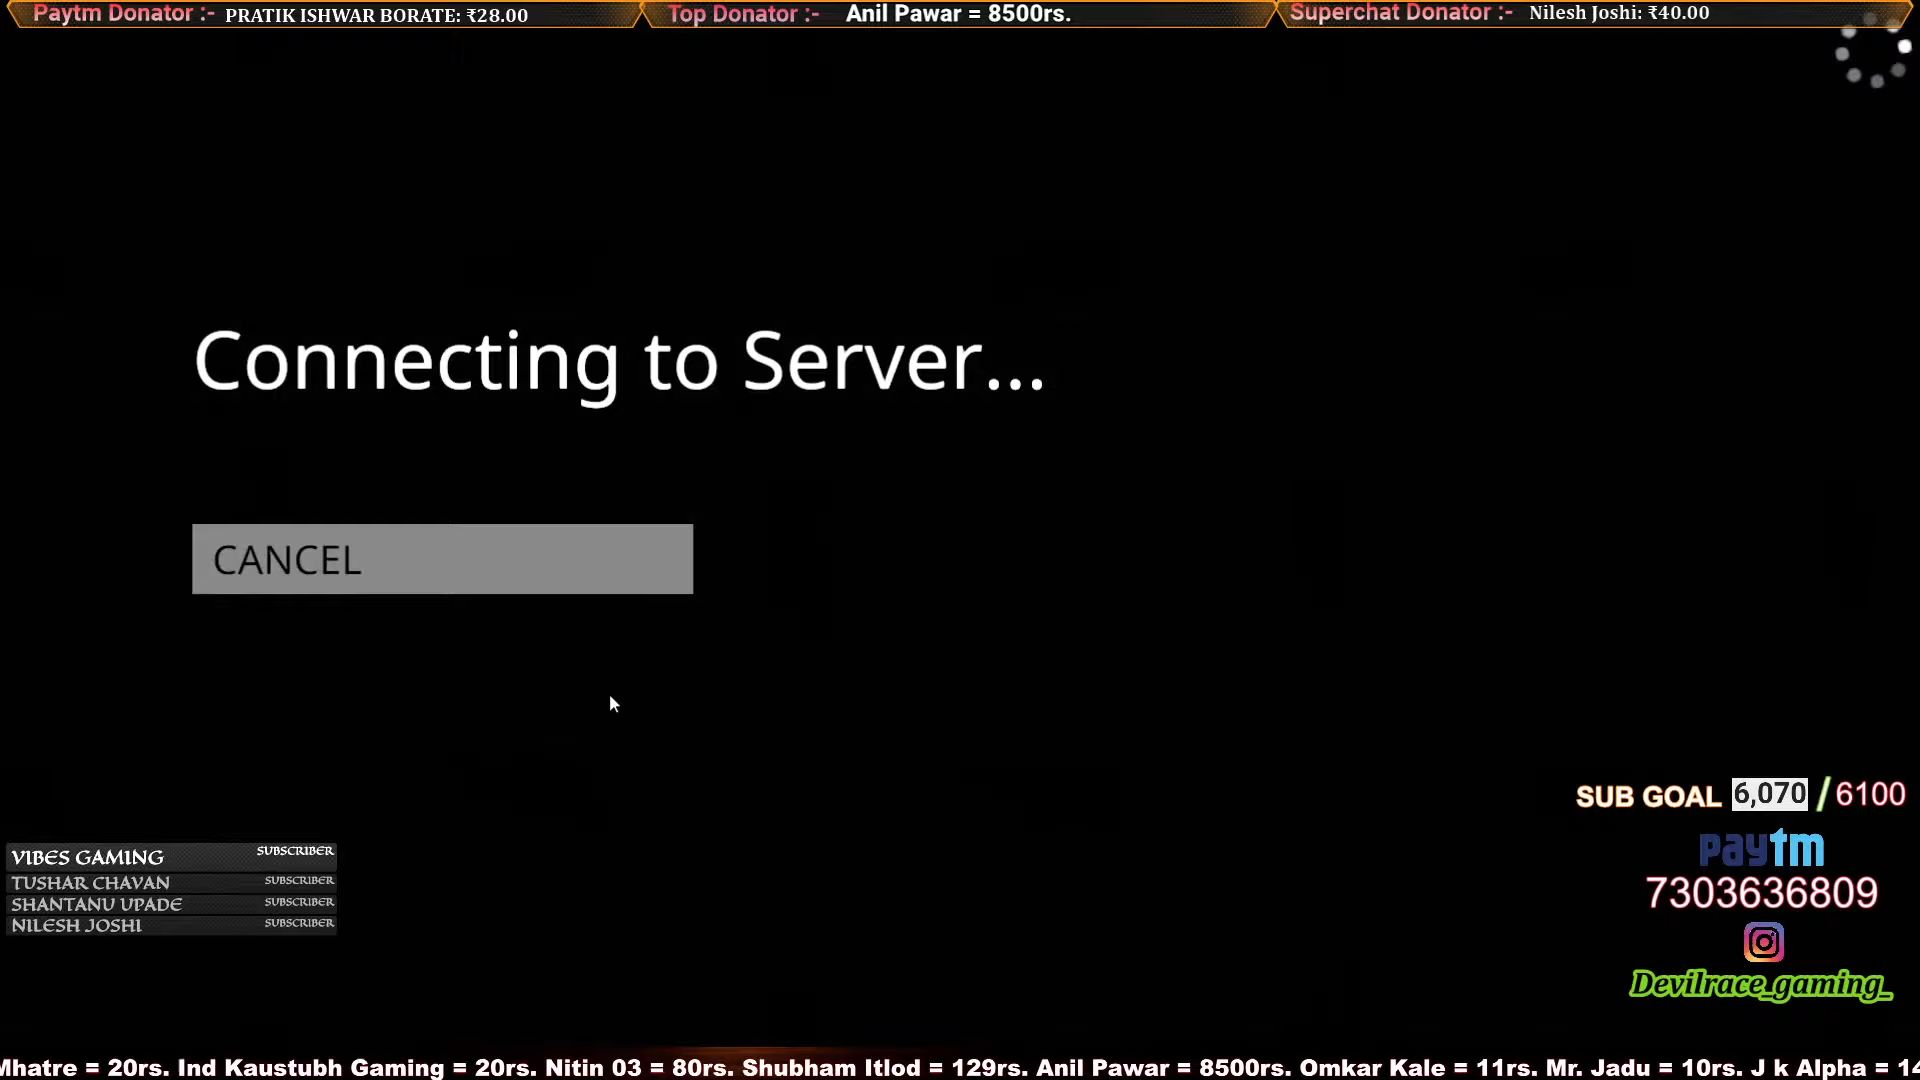 Paytm Donator :- PRATIK ISHWAR BORATE: ₹28.00
Top Donator :- Anil Pawar = 8500rs.
Superchat Donator :- Nilesh Joshi: ₹40.00
Connecting to Server...
CANCEL
SUB GOAL 6,070 / 6100
paytm
7303636809
Devilrace_gaming_
VIBES GAMING SUBSCRIBER
TUSHAR CHAVAN SUBSCRIBER
SHANTANU UPADE SUBSCRIBER
NILESH JOSHI SUBSCRIBER
Mhatre = 20rs. Ind Kaustubh Gaming = 20rs. Nitin 03 = 80rs. Shubham Itlod = 129rs. Anil Pawar = 8500rs. Omkar Kale = 11rs. Mr. Jadu = 10rs. J k Alpha =